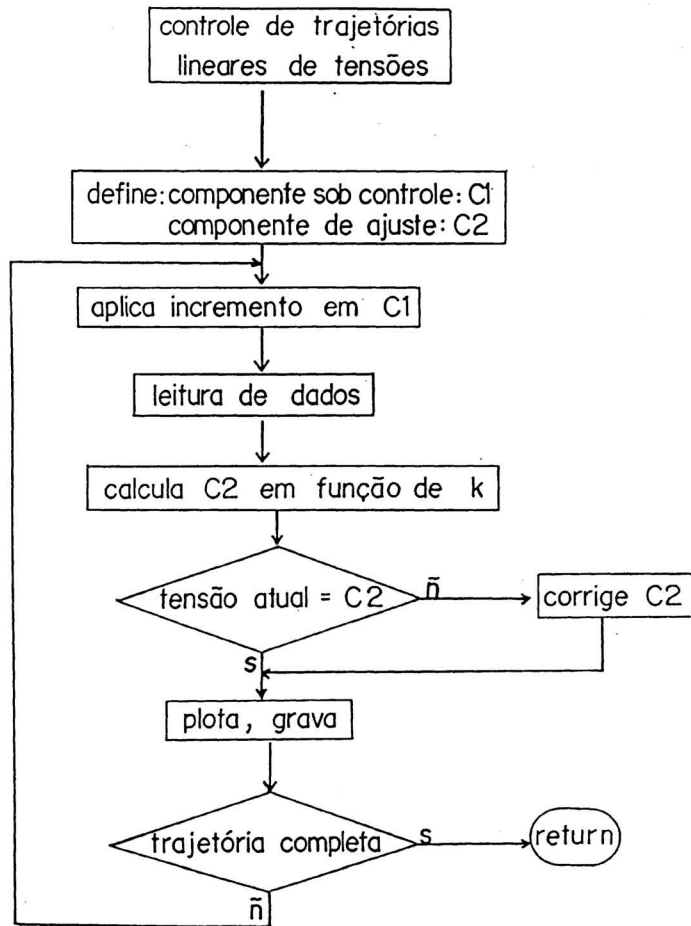 controle de trajetórias
lineares de tensões
define: componente sob controle: C1
componente de ajuste: C2
aplica incremento em C1
leitura de dados
calcula C2 em função de k
tensão atual = C2
ñ
corrige C2
s
plota, grava
trajetória completa
s
return
ñ